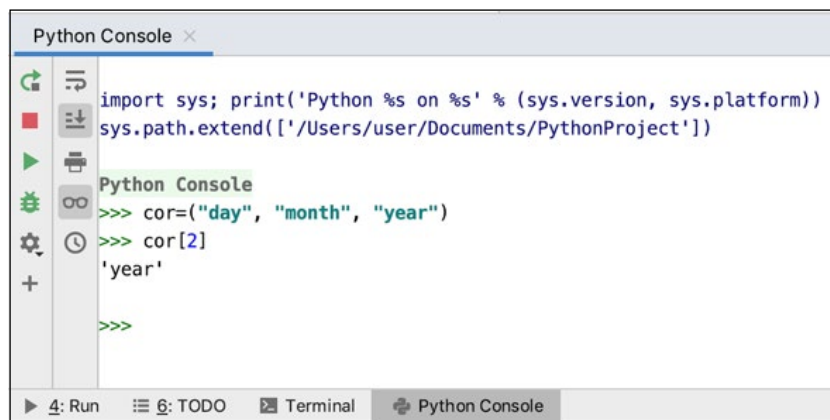 Python Console
import sys; print('Python %s on %s' % (sys.version, sys.platform))
sys.path.extend(['/Users/user/Documents/PythonProject'])
Python Console
>>> cor=("day", "month", "year")
>>> cor[2]
'year'
>>>
4: Run 6: TODO Terminal Python Console